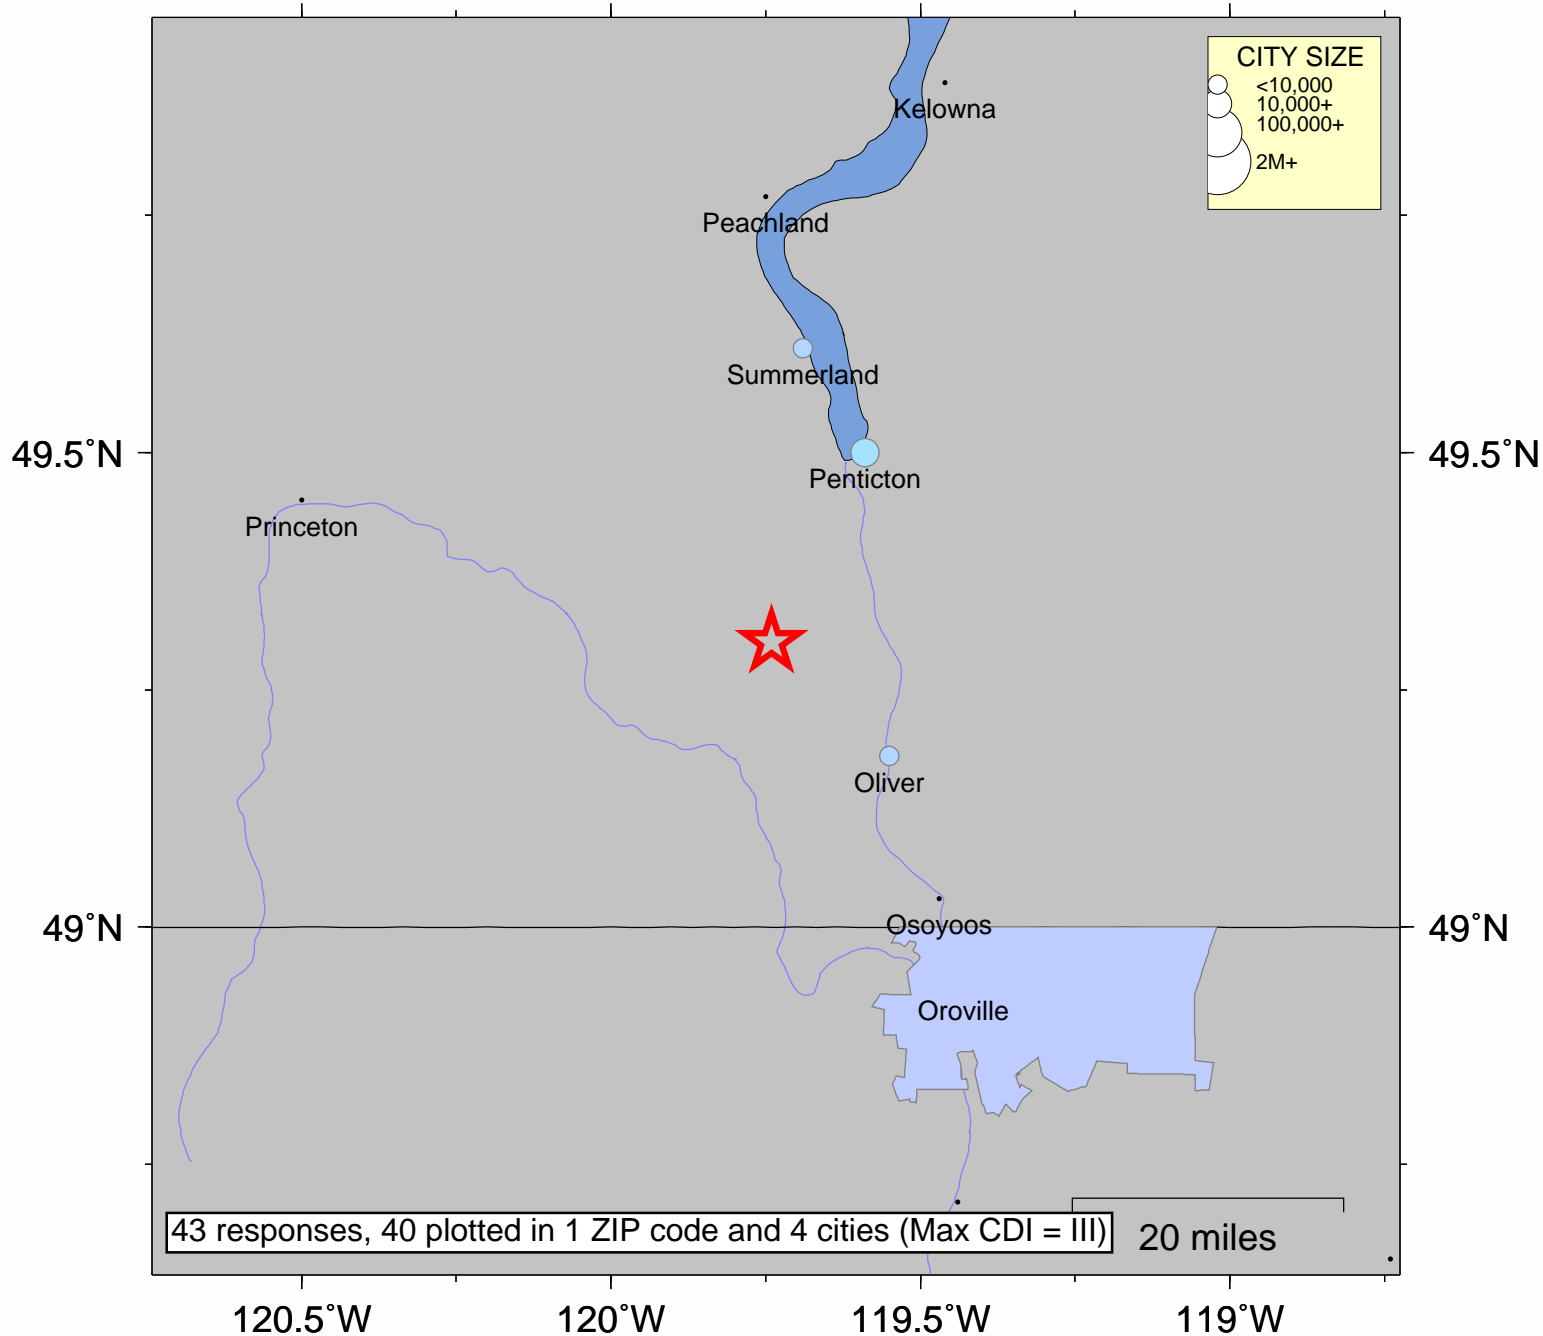 CITY SIZE
<10,000
10,000+
100,000+
2M+
Kelowna
Peachland
Summerland
49.5˚N
49.5˚N
Penticton
Princeton
Oliver
49˚N
Osoyoos
49˚N
Oroville
43 responses, 40 plotted in 1 ZIP code and 4 cities (Max CDI = III)
20 miles
120.5˚W
120˚W
119.5˚W
119˚W